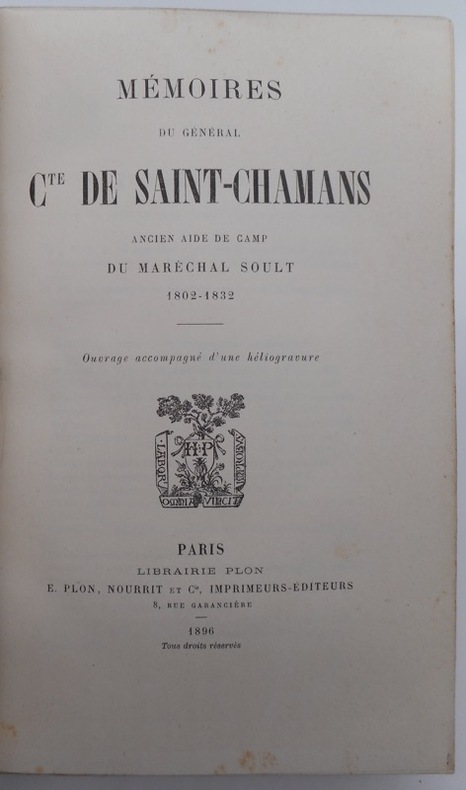 MÉMOIRES
DU GÉNÉRAL
CTE DE SAINT-CHAMANS
ANCIEN AIDE DE CAMP
DU MARÉCHAL SOULT
1802-1832
Ouvrage accompagné d'une héliogravure
H P
LABOR
OMNIA VINCIT
PARIS
LIBRAIRIE PLON
E. PLON, NOURRIT ET Cie, IMPRIMEURS-ÉDITEURS
8, RUE GARANCIÈRE
1896
Tous droits réservés